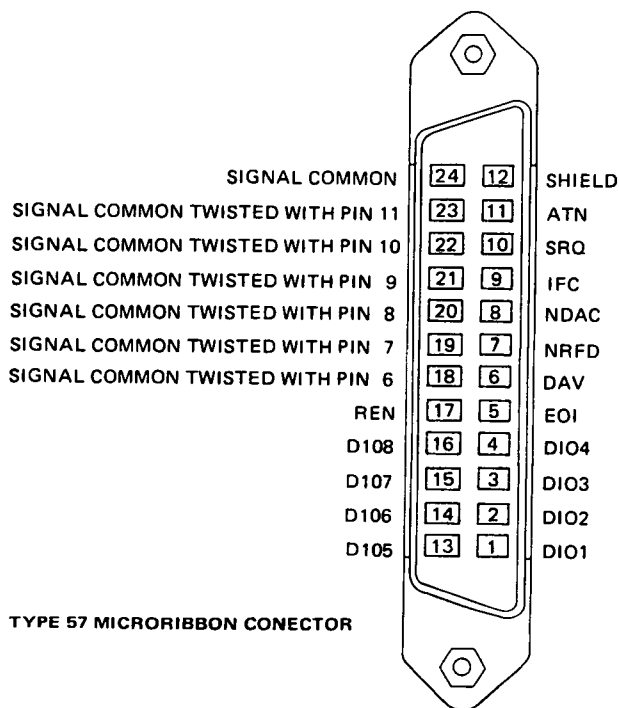 SIGNAL COMMON 24 12 SHIELD
SIGNAL COMMON TWISTED WITH PIN 11 23 11 ATN
SIGNAL COMMON TWISTED WITH PIN 10 22 10 SRQ
SIGNAL COMMON TWISTED WITH PIN 9 21 9 IFC
SIGNAL COMMON TWISTED WITH PIN 8 20 8 NDAC
SIGNAL COMMON TWISTED WITH PIN 7 19 7 NRFD
SIGNAL COMMON TWISTED WITH PIN 6 18 6 DAV
REN 17 5 EOI
D108 16 4 DIO4
D107 15 3 DIO3
D106 14 2 DIO2
D105 13 1 DIO1
TYPE 57 MICRORIBBON CONECTOR